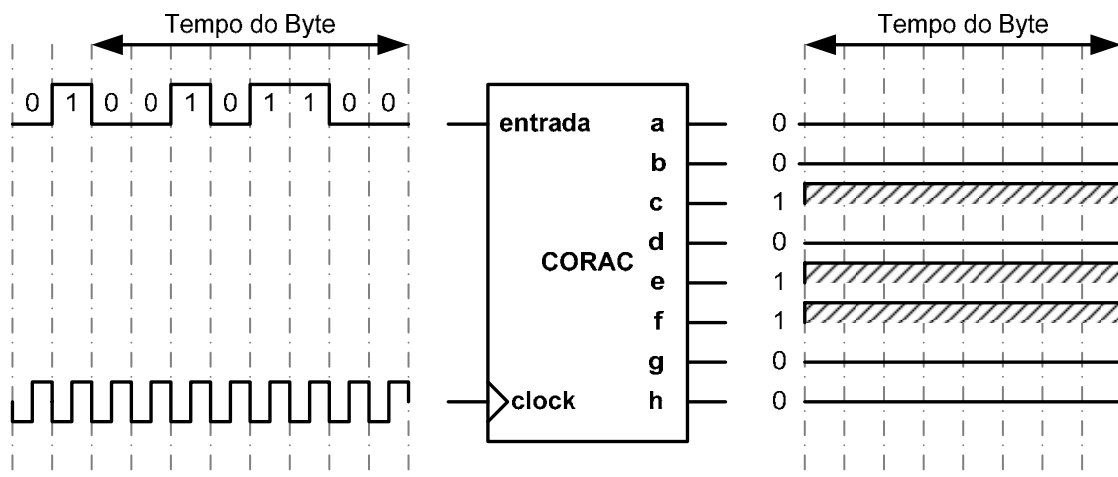 Tempo do Byte
Tempo do Byte
0 1 0 0 1 0 1 1 0 0
entrada a 0
b 0
c 1
d 0
CORAC
e 1
f 1
g 0
clock h 0